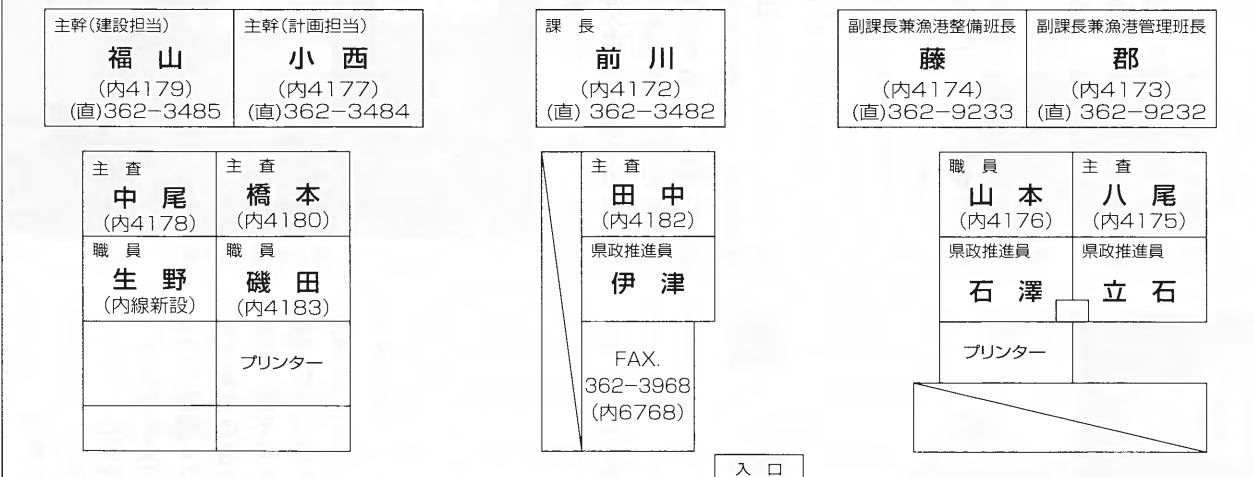 主幹(建設担当)
福 山
(内4179)
(直)362-3485
主幹(計画担当)
小 西
(内4177)
(直)362-3484
課 長
前 川
(内4172)
(直) 362-3482
副課長兼漁港整備班長
藤
(内4174)
(直)362-9233
副課長兼漁港管理班長
郡
(内4173)
(直) 362-9232
主 査
中 尾
(内4178)
主 査
橋 本
(内4180)
職 員
生 野
(内線新設)
職 員
磯 田
(内4183)
プリンター
主 査
田 中
(内4182)
県政推進員
伊 津
FAX.
362-3968
(内6768)
職 員
山 本
(内4176)
主 査
八 尾
(内4175)
県政推進員
石 澤
県政推進員
立 石
プリンター
入 口